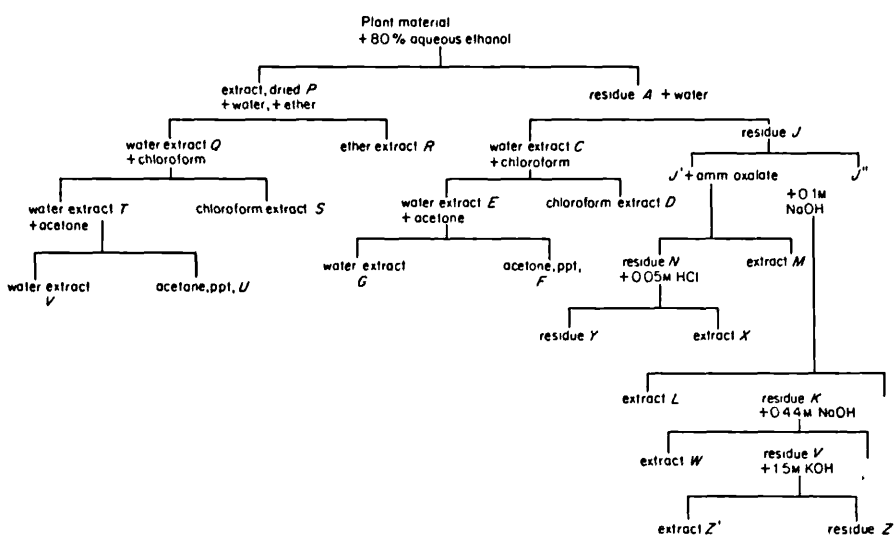 Plant material
+ 80% aqueous ethanol
extract, dried P
+ water, + ether
residue A + water
water extract Q
+ chloroform
ether extract R
water extract C
+ chloroform
residue J
water extract T
+ acetone
chloroform extract S
water extract E
+ acetone
chloroform extract D
J' + amm oxalate
J"
+ 0 1M
NaOH
water extract
V
acetone, ppt, U
water extract
G
acetone, ppt,
F
residue N
+ 0 05M HCl
extract M
residue Y
extract X
extract L
residue K
+ 0 44M NaOH
extract W
residue V
+ 1 5M KOH
extract Z'
residue Z